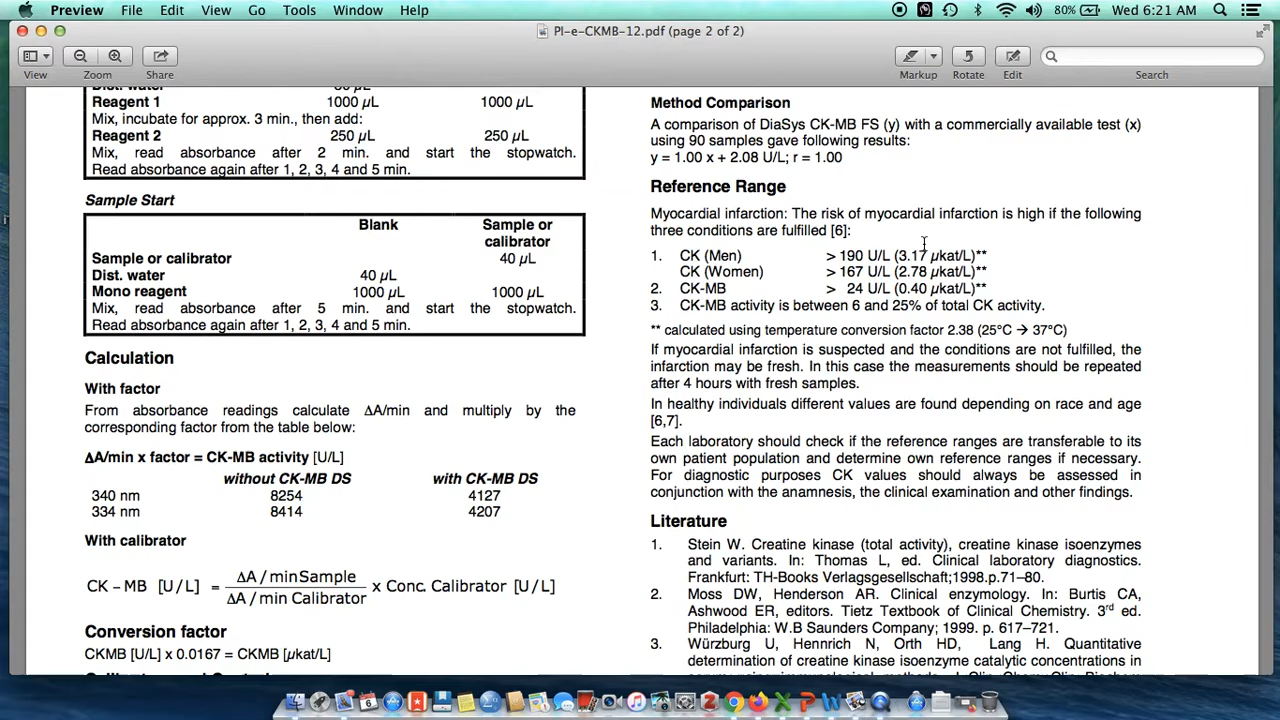 Preview File Edit View Go Tools Window Help 80% Wed 6:21 AM
PI-e-CKMB-12.pdf (page 2 of 2)
View Zoom Share Markup Rotate Edit Search
Dist. water
Reagent 1 1000 µL 1000 µL
Mix, incubate for approx. 3 min., then add:
Reagent 2 250 µL 250 µL
Mix, read absorbance after 2 min. and start the stopwatch.
Read absorbance again after 1, 2, 3, 4 and 5 min.
Sample Start
Blank Sample or
calibrator
Sample or calibrator 40 µL
Dist. water 40 µL
Mono reagent 1000 µL 1000 µL
Mix, read absorbance after 5 min. and start the stopwatch.
Read absorbance again after 1, 2, 3, 4 and 5 min.
Calculation
With factor
From absorbance readings calculate ΔA/min and multiply by the
corresponding factor from the table below:
ΔA/min x factor = CK-MB activity [U/L]
without CK-MB DS with CK-MB DS
340 nm 8254 4127
334 nm 8414 4207
With calibrator
CK – MB [U / L] = ΔA / min Sample / ΔA / min Calibrator x Conc. Calibrator [U / L]
Conversion factor
CKMB [U/L] x 0.0167 = CKMB [µkat/L]
Method Comparison
A comparison of DiaSys CK-MB FS (y) with a commercially available test (x)
using 90 samples gave following results:
y = 1.00 x + 2.08 U/L; r = 1.00
Reference Range
Myocardial infarction: The risk of myocardial infarction is high if the following
three conditions are fulfilled [6]:
1. CK (Men) > 190 U/L (3.17 µkat/L)**
CK (Women) > 167 U/L (2.78 µkat/L)**
2. CK-MB > 24 U/L (0.40 µkat/L)**
3. CK-MB activity is between 6 and 25% of total CK activity.
** calculated using temperature conversion factor 2.38 (25°C → 37°C)
If myocardial infarction is suspected and the conditions are not fulfilled, the
infarction may be fresh. In this case the measurements should be repeated
after 4 hours with fresh samples.
In healthy individuals different values are found depending on race and age
[6,7].
Each laboratory should check if the reference ranges are transferable to its
own patient population and determine own reference ranges if necessary.
For diagnostic purposes CK values should always be assessed in
conjunction with the anamnesis, the clinical examination and other findings.
Literature
1. Stein W. Creatine kinase (total activity), creatine kinase isoenzymes
and variants. In: Thomas L, ed. Clinical laboratory diagnostics.
Frankfurt: TH-Books Verlagsgesellschaft;1998.p.71–80.
2. Moss DW, Henderson AR. Clinical enzymology. In: Burtis CA,
Ashwood ER, editors. Tietz Textbook of Clinical Chemistry. 3rd ed.
Philadelphia: W.B Saunders Company; 1999. p. 617–721.
3. Würzburg U, Hennrich N, Orth HD, Lang H. Quantitative
determination of creatine kinase isoenzyme catalytic concentrations in